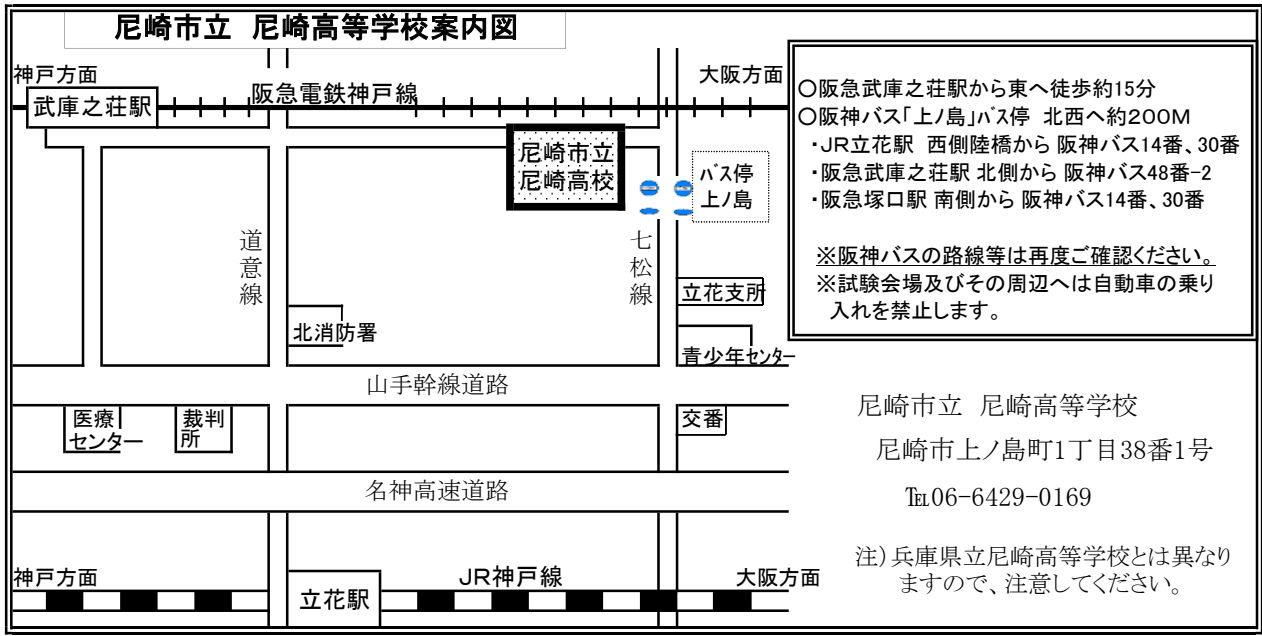 尼崎市立 尼崎高等学校案内図
神戸方面
大阪方面
武庫之荘駅
阪急電鉄神戸線
尼崎市立
尼崎高校
バス停
上ノ島
道意線
七松線
立花支所
北消防署
青少年センター
山手幹線道路
医療
センター
裁判
所
交番
名神高速道路
神戸方面
JR神戸線
大阪方面
立花駅
○阪急武庫之荘駅から東へ徒歩約15分
○阪神バス「上ノ島」バス停 北西へ約200M
・JR立花駅 西側陸橋から 阪神バス14番、30番
・阪急武庫之荘駅 北側から 阪神バス48番-2
・阪急塚口駅 南側から 阪神バス14番、30番
※阪神バスの路線等は再度ご確認ください。
※試験会場及びその周辺へは自動車の乗り
入れを禁止します。
尼崎市立 尼崎高等学校
尼崎市上ノ島町1丁目38番1号
℡06-6429-0169
注)兵庫県立尼崎高等学校とは異なり
ますので、注意してください。